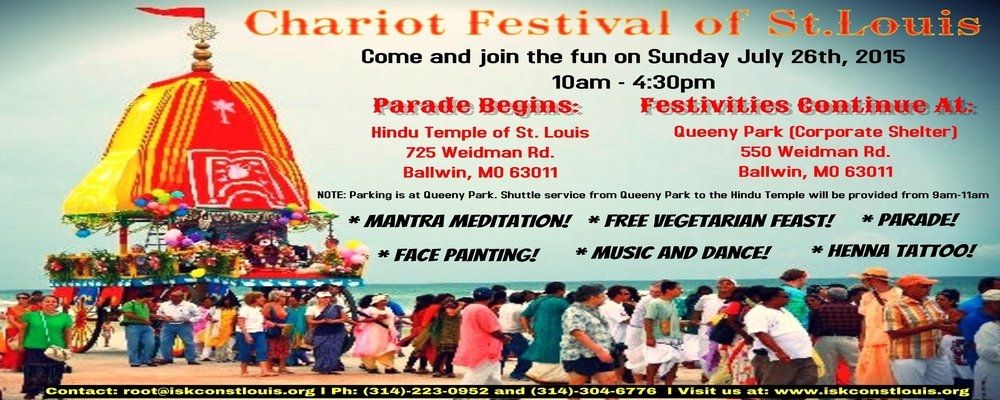 Chariot Festival of St.Louis
Come and join the fun on Sunday July 26th, 2015
10am - 4:30pm
Parade Begins:
Hindu Temple of St. Louis
725 Weidman Rd.
Ballwin, MO 63011
Festivities Continue At:
Queeny Park (Corporate Shelter)
550 Weidman Rd.
Ballwin, MO 63011
NOTE: Parking is at Queeny Park. Shuttle service from Queeny Park to the Hindu Temple will be provided from 9am-11am
* MANTRA MEDITATION! * FREE VEGETARIAN FEAST! * PARADE!
* FACE PAINTING! * MUSIC AND DANCE! * HENNA TATTOO!
Contact: root@iskconstlouis.org | Ph: (314)-223-0952 and (314)-304-6776 | Visit us at: www.iskconstlouis.org